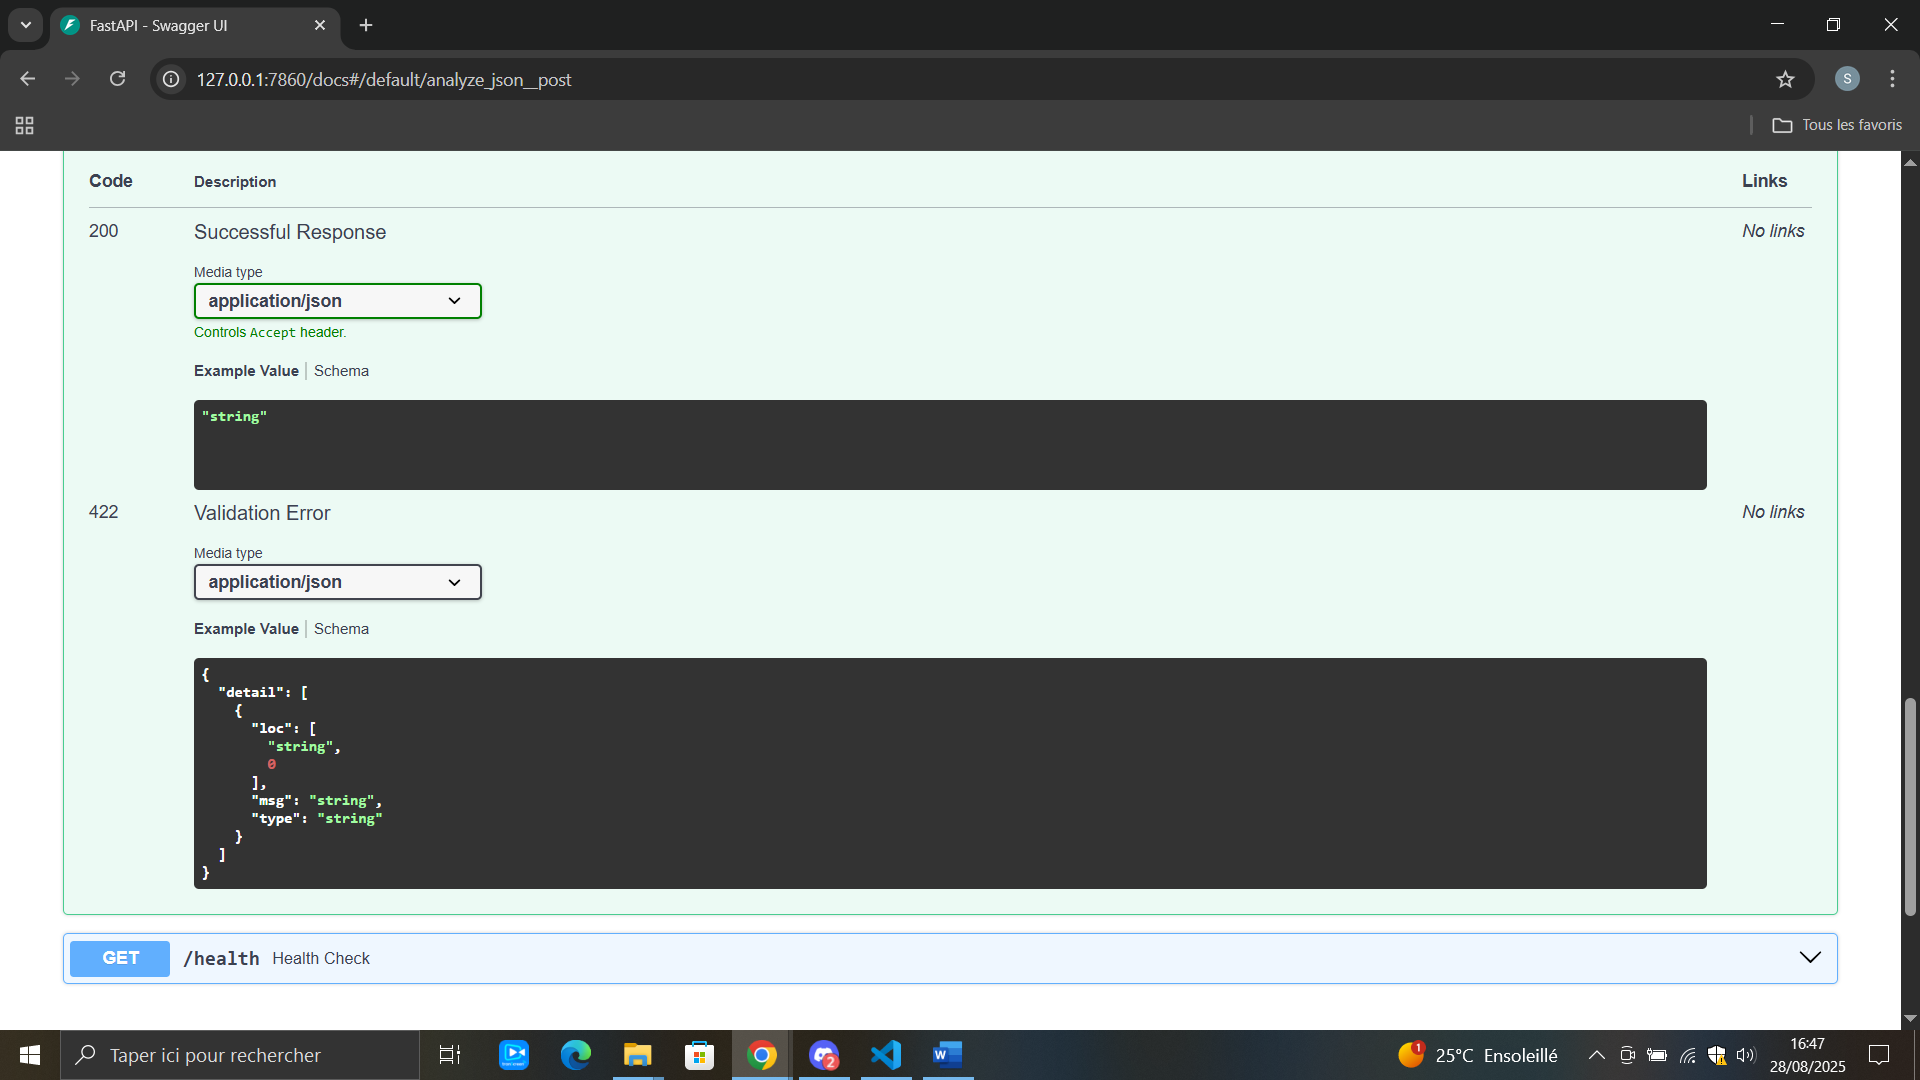 FastAPI - Swagger UI
127.0.0.1:7860/docs#/default/analyze_json__post
S
Tous les favoris
Code Description Links
200 Successful Response No links
Media type
application/json
Controls Accept header.
Example Value | Schema
"string"
422 Validation Error No links
Media type
application/json
Example Value | Schema
{
  "detail": [
    {
      "loc": [
        "string",
        0
      ],
      "msg": "string",
      "type": "string"
    }
  ]
}
GET /health Health Check
Taper ici pour rechercher
2
W
1
25°C Ensoleillé
16:47
28/08/2025